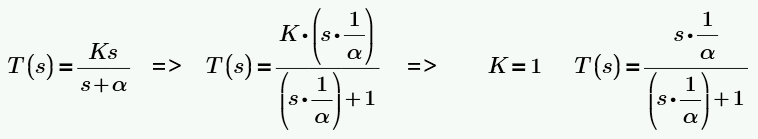 T(s) = Ks/(s+α) => T(s) = K·(s·1/α)/((s·1/α)+1) => K=1 T(s) = s·1/α/((s·1/α)+1)